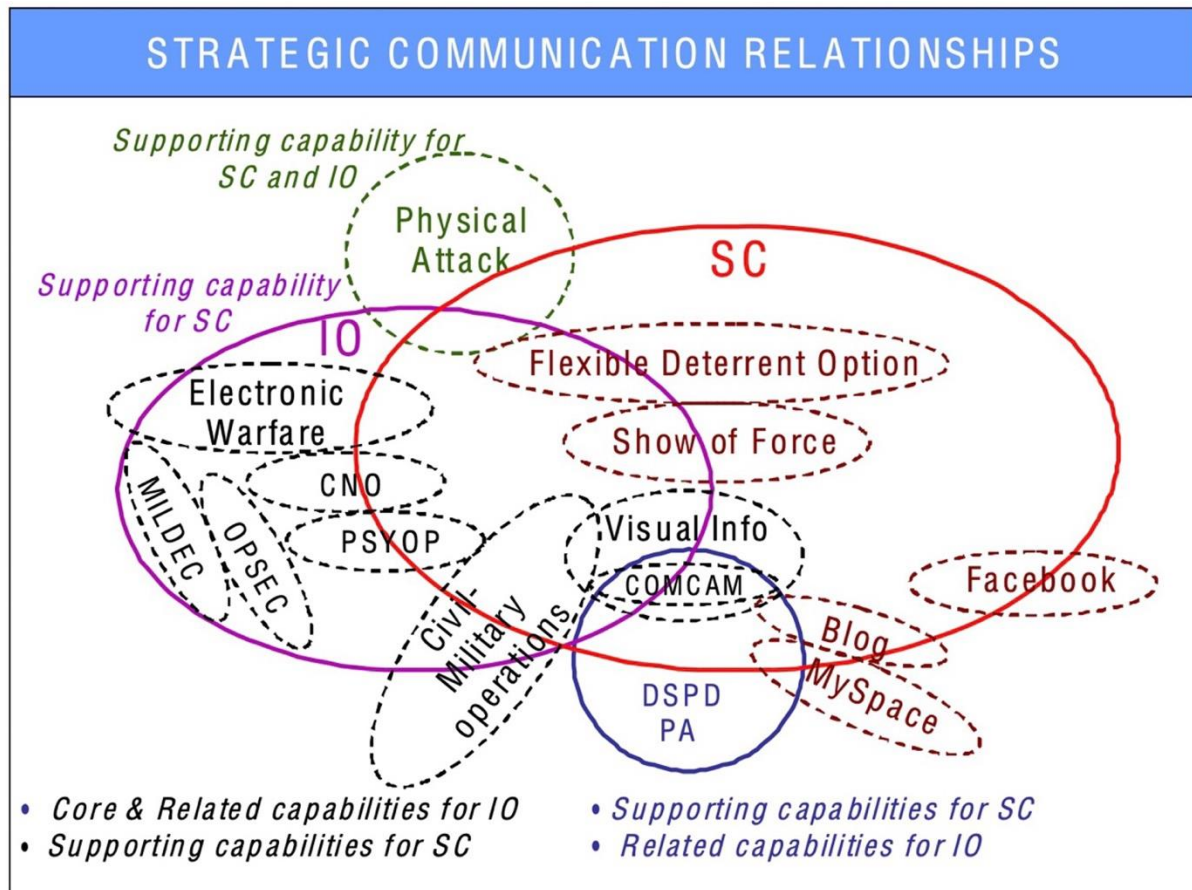 STRATEGIC COMMUNICATION RELATIONSHIPS
Supporting capability for
SC and IO
Physical
Attack
SC
Supporting capability
for SC
IO
Flexible Deterrent Option
Electronic
Warfare
Show of Force
CNO
MILDEC
OPSEC
PSYOP
Visual Info
COMCAM
Civil-
Military
operations
Facebook
Blog
MySpace
DSPD
PA
• Core & Related capabilities for IO
• Supporting capabilities for SC
• Supporting capabilities for SC
• Related capabilities for IO